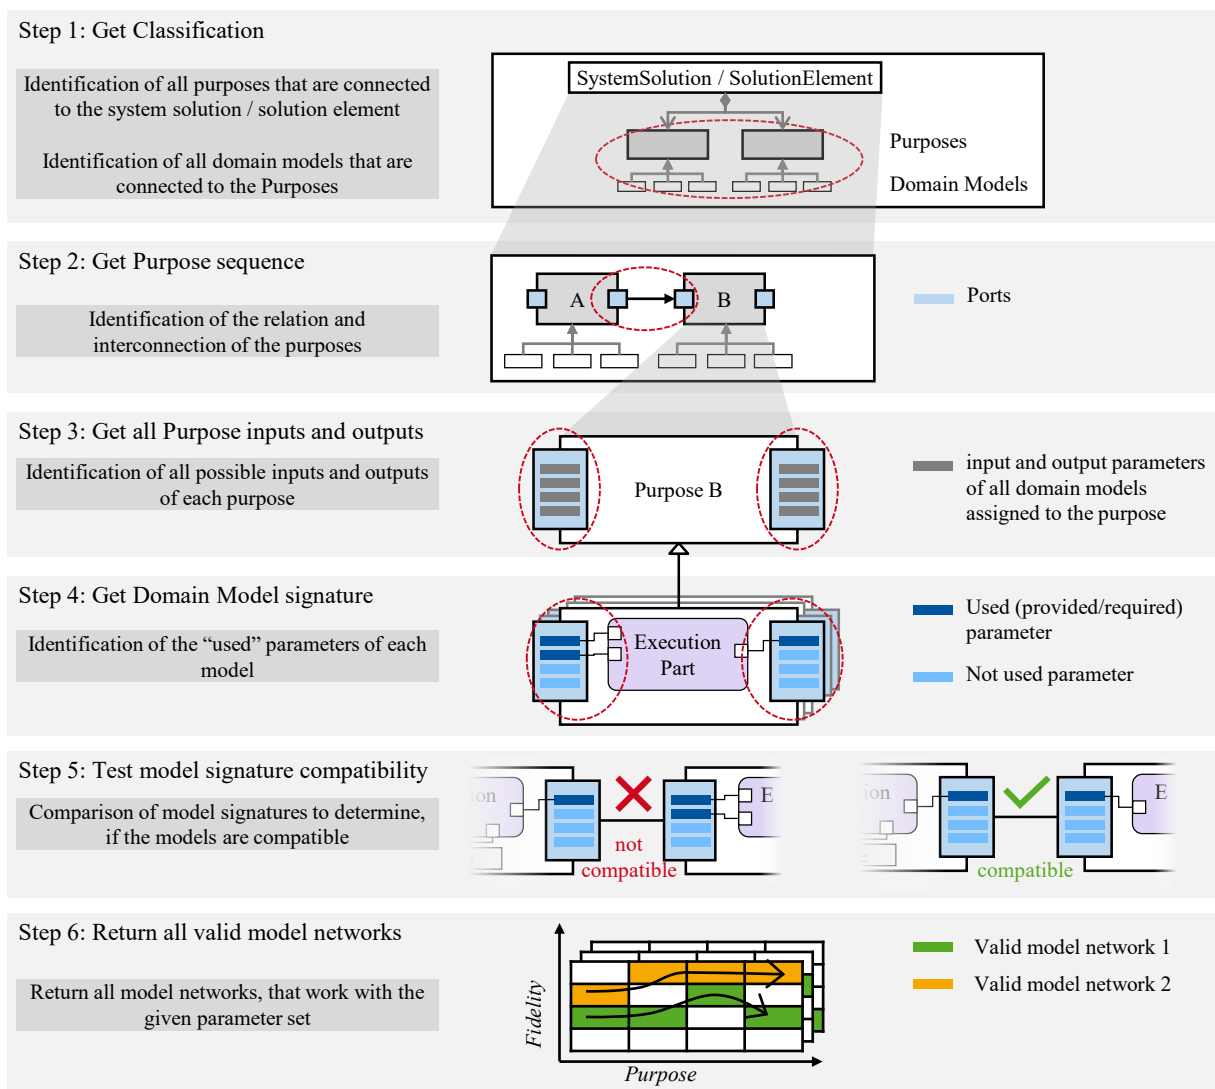 Step 1: Get Classification
Identification of all purposes that are connected
to the system solution / solution element
Identification of all domain models that are
connected to the Purposes
SystemSolution / SolutionElement
Purposes
Domain Models
Step 2: Get Purpose sequence
Identification of the relation and
interconnection of the purposes
A
B
Ports
Step 3: Get all Purpose inputs and outputs
Identification of all possible inputs and outputs
of each purpose
Purpose B
input and output parameters
of all domain models
assigned to the purpose
Step 4: Get Domain Model signature
Identification of the “used” parameters of each
model
Execution
Part
Used (provided/required)
parameter
Not used parameter
Step 5: Test model signature compatibility
Comparison of model signatures to determine,
if the models are compatible
ion
E
not
compatible
ion
E
compatible
Step 6: Return all valid model networks
Return all model networks, that work with the
given parameter set
Fidelity
Purpose
Valid model network 1
Valid model network 2